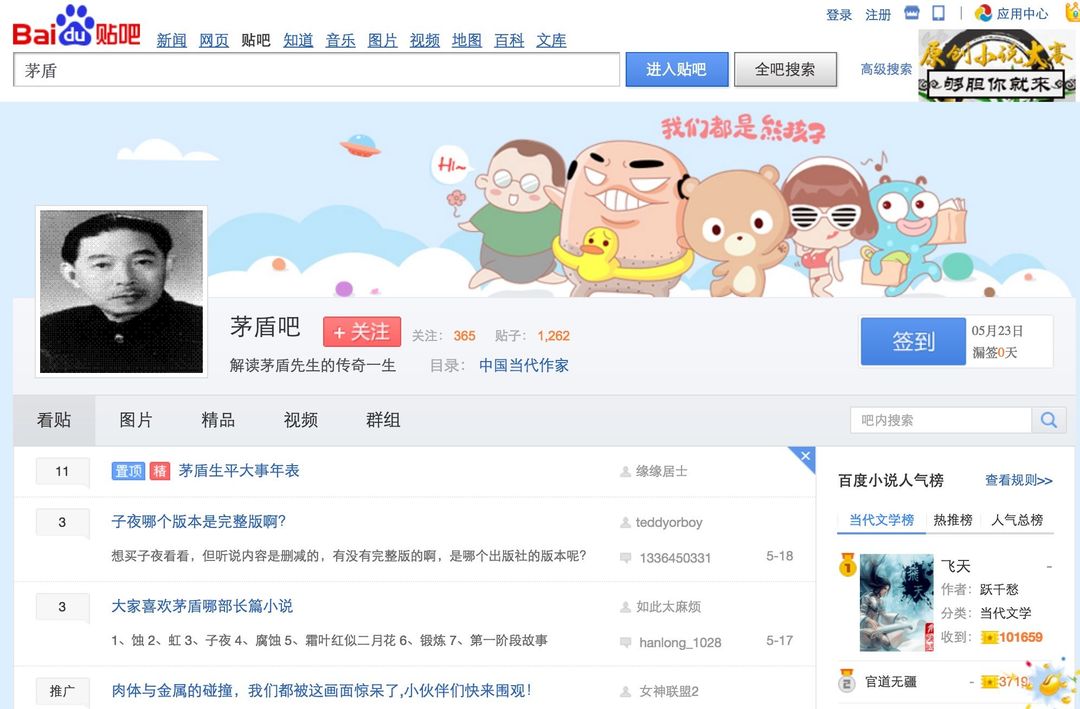 登录 注册 应用中心
Bai du 贴吧
新闻 网页 贴吧 知道 音乐 图片 视频 地图 百科 文库
茅盾 进入贴吧 全吧搜索 高级搜索
原创小说大赛
够胆你就来
我们都是熊孩子
Hi~
茅盾吧 + 关注 关注: 365 贴子: 1,262
解读茅盾先生的传奇一生 目录: 中国当代作家
签到 05月23日
漏签0天
看贴 图片 精品 视频 群组 吧内搜索
11 置顶 精 茅盾生平大事年表 缘缘居士
3 子夜哪个版本是完整版啊? teddyorboy
想买子夜看看，但听说内容是删减的，有没有完整版的啊，是哪个出版社的版本呢? 1336450331 5-18
3 大家喜欢茅盾哪部长篇小说 如此太麻烦
1、蚀 2、虹 3、子夜 4、腐蚀 5、霜叶红似二月花 6、锻炼 7、第一阶段故事 hanlong_1028 5-17
推广 肉体与金属的碰撞，我们都被这画面惊呆了,小伙伴们快来围观！ 女神联盟2
百度小说人气榜 查看规则>>
当代文学榜 热推榜 人气总榜
1 飞天 -
作者: 跃千愁
分类: 当代文学
收到: 101659
2 官道无疆 - 3719